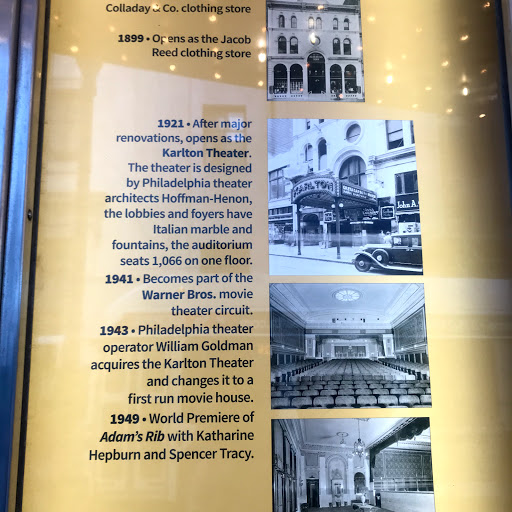 Colladay & Co. clothing store
1899 • Opens as the Jacob
Reed clothing store
1921 • After major
renovations, opens as the
Karlton Theater.
The theater is designed
by Philadelphia theater
architects Hoffman-Henon,
the lobbies and foyers have
Italian marble and
fountains, the auditorium
seats 1,066 on one floor.
1941 • Becomes part of the
Warner Bros. movie
theater circuit.
1943 • Philadelphia theater
operator William Goldman
acquires the Karlton Theater
and changes it to a
first run movie house.
1949 • World Premiere of
Adam's Rib with Katharine
Hepburn and Spencer Tracy.
KARLTON
John A.